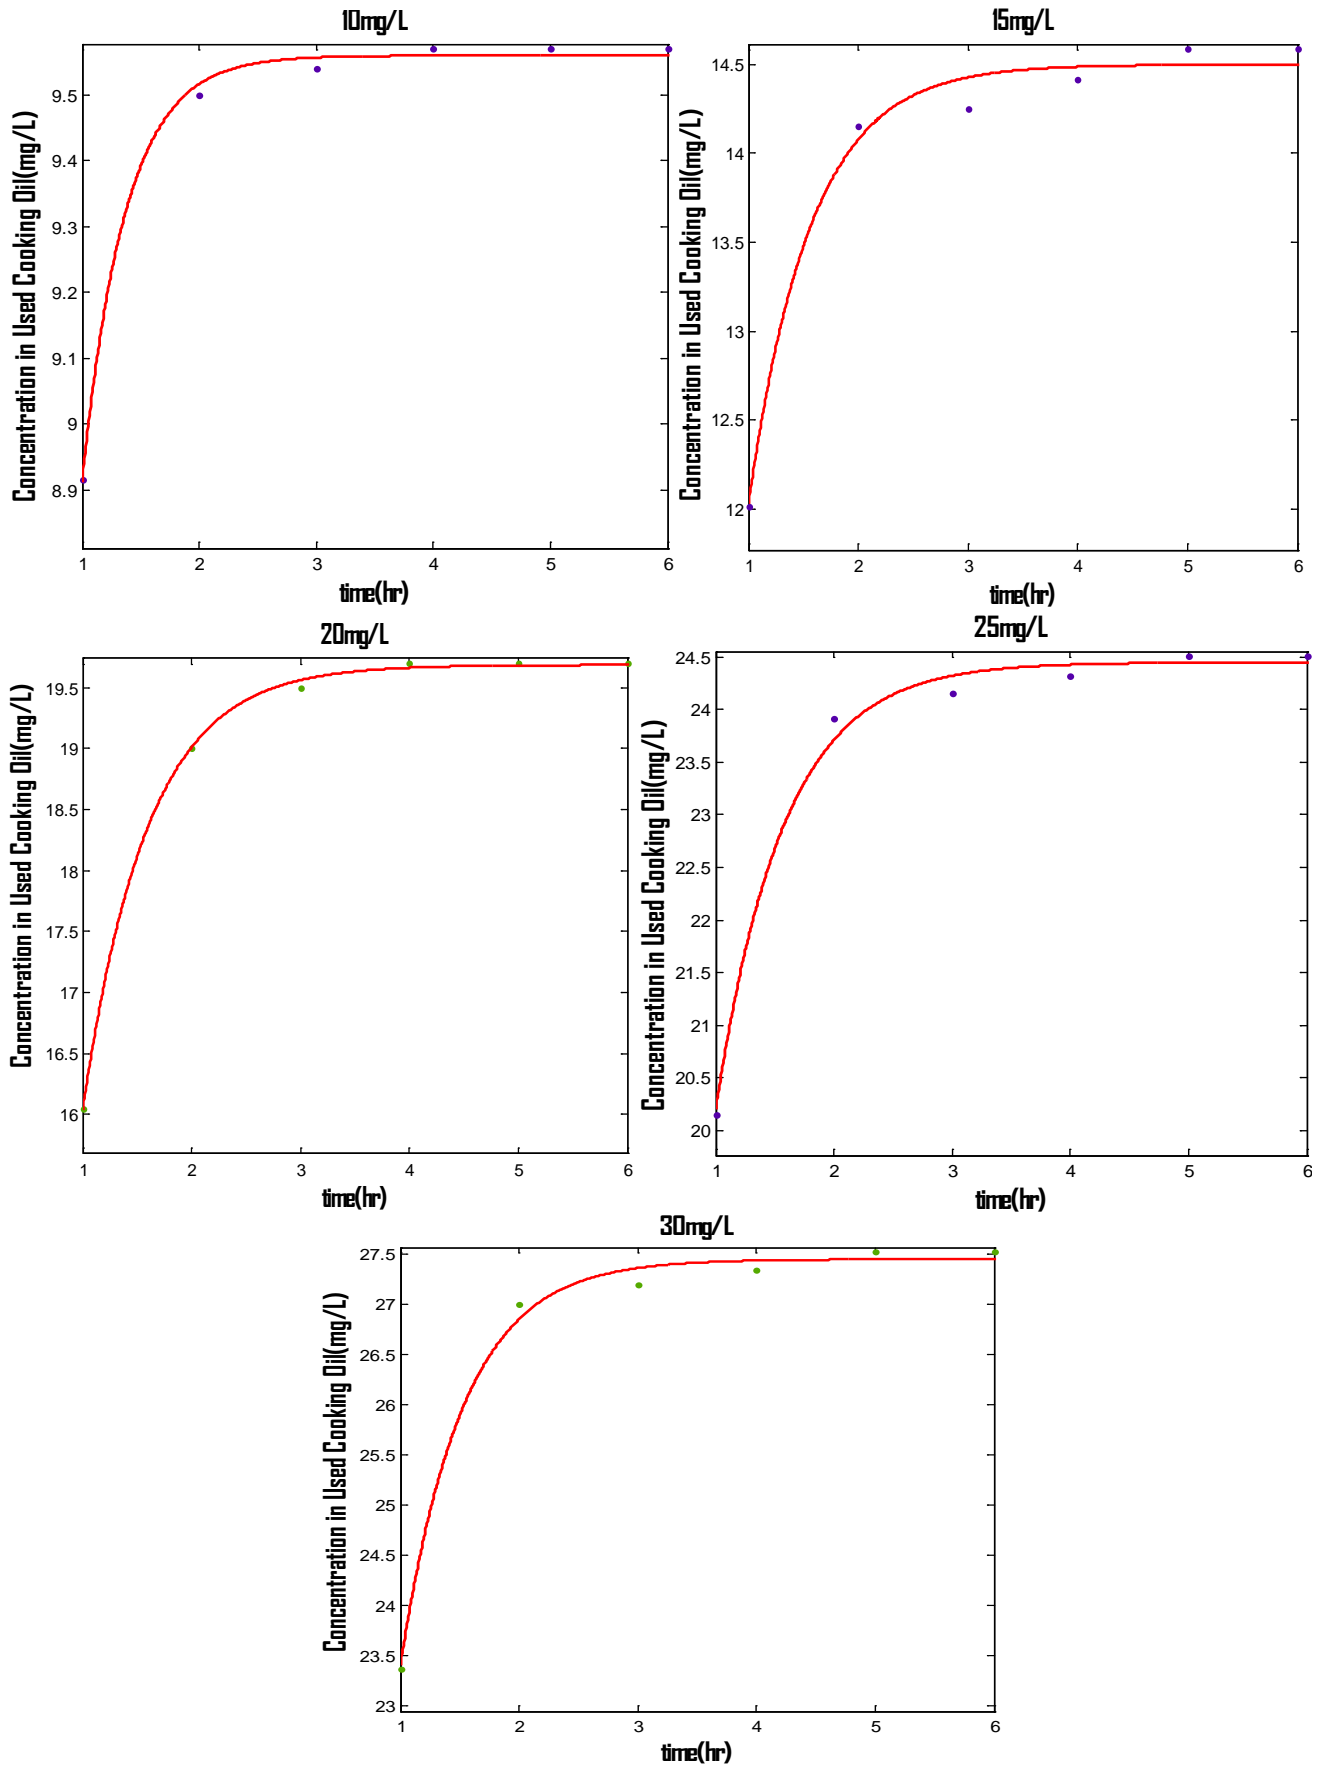 10mg/L
Concentration in Used Cooking Oil(mg/L)
9.5
9.4
9.3
9.2
9.1
9
8.9
1 2 3 4 5 6
time(hr)
15mg/L
Concentration in Used Cooking Oil(mg/L)
14.5
14
13.5
13
12.5
12
1 2 3 4 5 6
time(hr)
20mg/L
Concentration in Used Cooking Oil(mg/L)
19.5
19
18.5
18
17.5
17
16.5
16
1 2 3 4 5 6
time(hr)
25mg/L
Concentration in Used Cooking Oil(mg/L)
24.5
24
23.5
23
22.5
22
21.5
21
20.5
20
1 2 3 4 5 6
time(hr)
30mg/L
Concentration in Used Cooking Oil(mg/L)
27.5
27
26.5
26
25.5
25
24.5
24
23.5
23
1 2 3 4 5 6
time(hr)